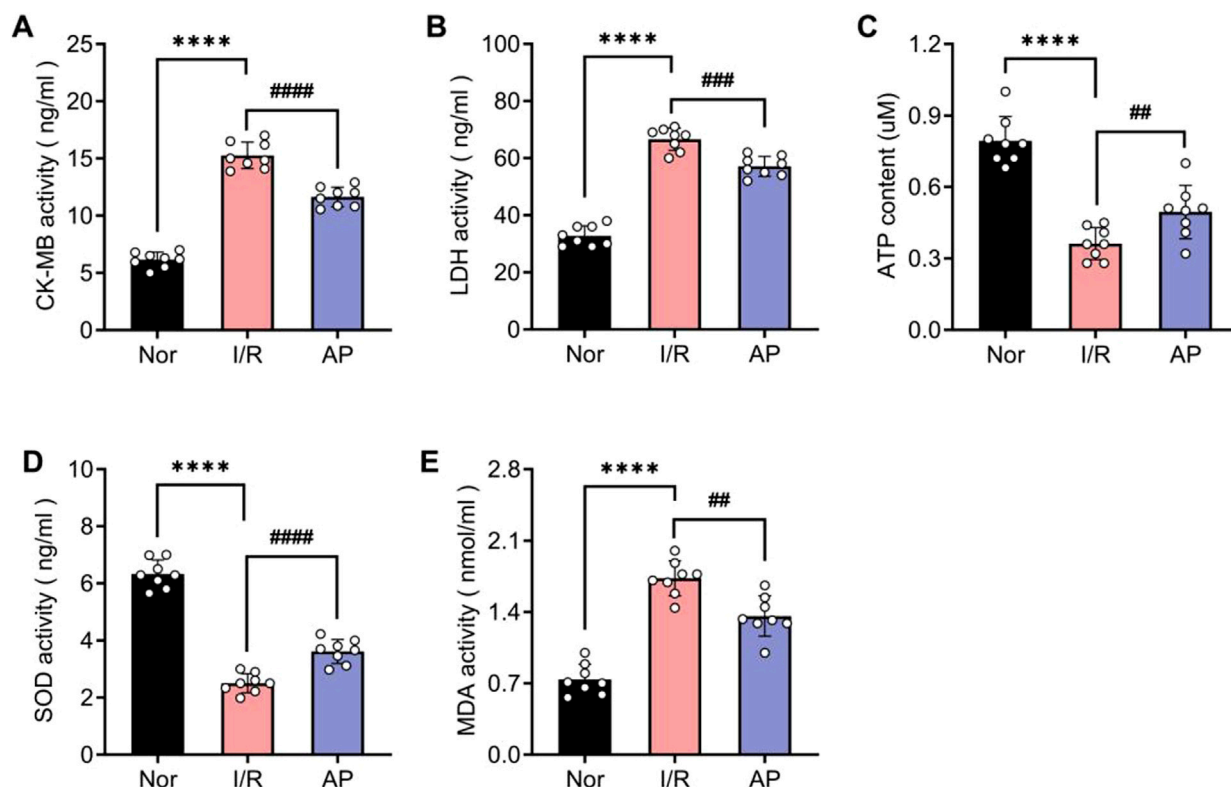 A
CK-MB activity ( ng/ml )
25
20
15
10
5
0
****
####
Nor I/R AP
B
LDH activity ( ng/ml )
100
80
60
40
20
0
****
###
Nor I/R AP
C
ATP content (uM)
1.2
0.9
0.6
0.3
0.0
****
##
Nor I/R AP
D
SOD activity ( ng/ml )
10
8
6
4
2
0
****
####
Nor I/R AP
E
MDA activity ( nmol/ml )
2.8
2.1
1.4
0.7
0.0
****
##
Nor I/R AP